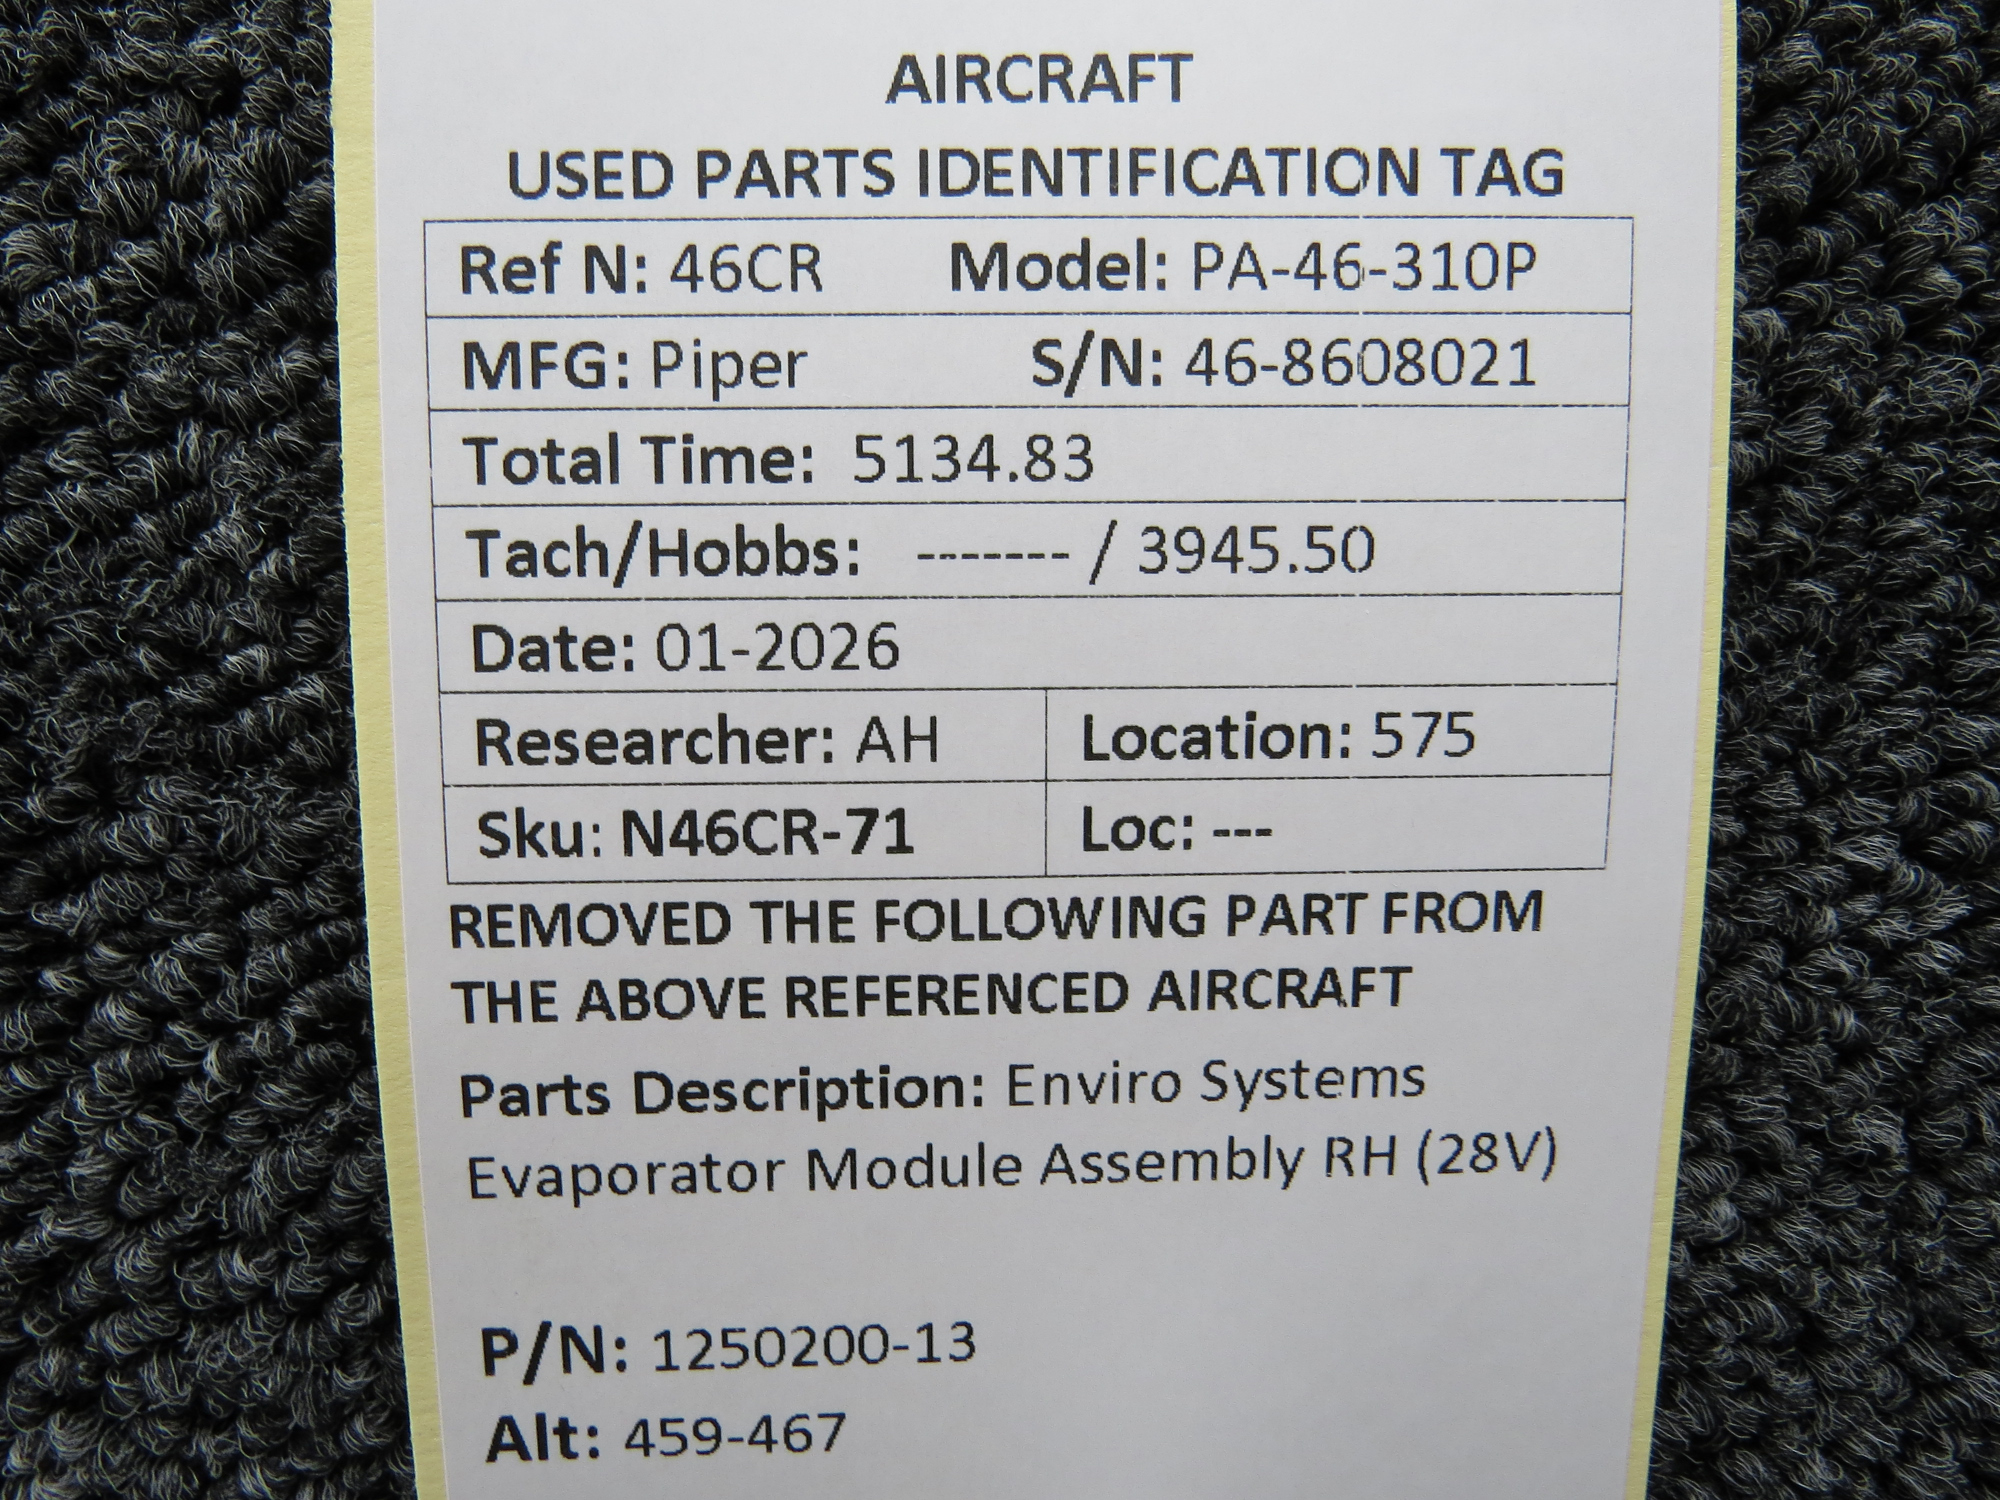 AIRCRAFT
USED PARTS IDENTIFICATION TAG
Ref N: 46CR Model: PA-46-310P
MFG: Piper S/N: 46-8608021
Total Time: 5134.83
Tach/Hobbs: ------- / 3945.50
Date: 01-2026
Researcher: AH Location: 575
Sku: N46CR-71 Loc: ---
REMOVED THE FOLLOWING PART FROM
THE ABOVE REFERENCED AIRCRAFT
Parts Description: Enviro Systems
Evaporator Module Assembly RH (28V)
P/N: 1250200-13
Alt: 459-467